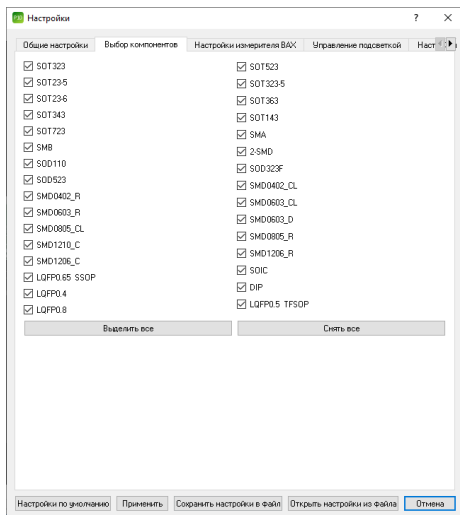 Настройки
Общие настройки Выбор компонентов Настройки измерителя ВАХ Управление подсветкой
SOT323
SOT23-5
SOT23-6
SOT343
SOT723
SMB
SOD110
SOD523
SMD0402_R
SMD0603_R
SMD0805_CL
SMD1210_C
SMD1206_C
LQFP0.65 SSOP
LQFP0.4
LQFP0.8
SOT523
SOT323-5
SOT363
SOT143
SMA
2-SMD
SOD323F
SMD0402_CL
SMD0603_CL
SMD0603_D
SMD0805_R
SMD1206_R
SOIC
DIP
LQFP0.5 TFSOP
Выделить все Снять все
Настройки по умолчанию Применить Сохранить настройки в файл Открыть настройки из файла Отмена